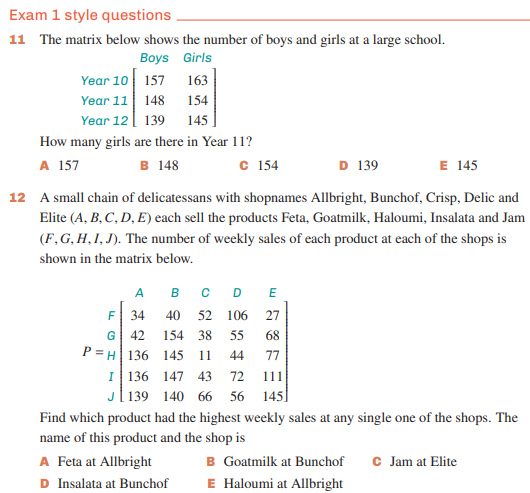 Exam 1 style questions
11 The matrix below shows the number of boys and girls at a large school.
Boys Girls
Year 10 157 163
Year 11 148 154
Year 12 139 145
How many girls are there in Year 11?
A 157 B 148 C 154 D 139 E 145
12 A small chain of delicatessans with shopnames Allbright, Bunchof, Crisp, Delic and
Elite (A, B, C, D, E) each sell the products Feta, Goatmilk, Haloumi, Insalata and Jam
(F, G, H, I, J). The number of weekly sales of each product at each of the shops is
shown in the matrix below.
A B C D E
F 34 40 52 106 27
G 42 154 38 55 68
P = H 136 145 11 44 77
I 136 147 43 72 111
J 139 140 66 56 145
Find which product had the highest weekly sales at any single one of the shops. The
name of this product and the shop is
A Feta at Allbright B Goatmilk at Bunchof C Jam at Elite
D Insalata at Bunchof E Haloumi at Allbright